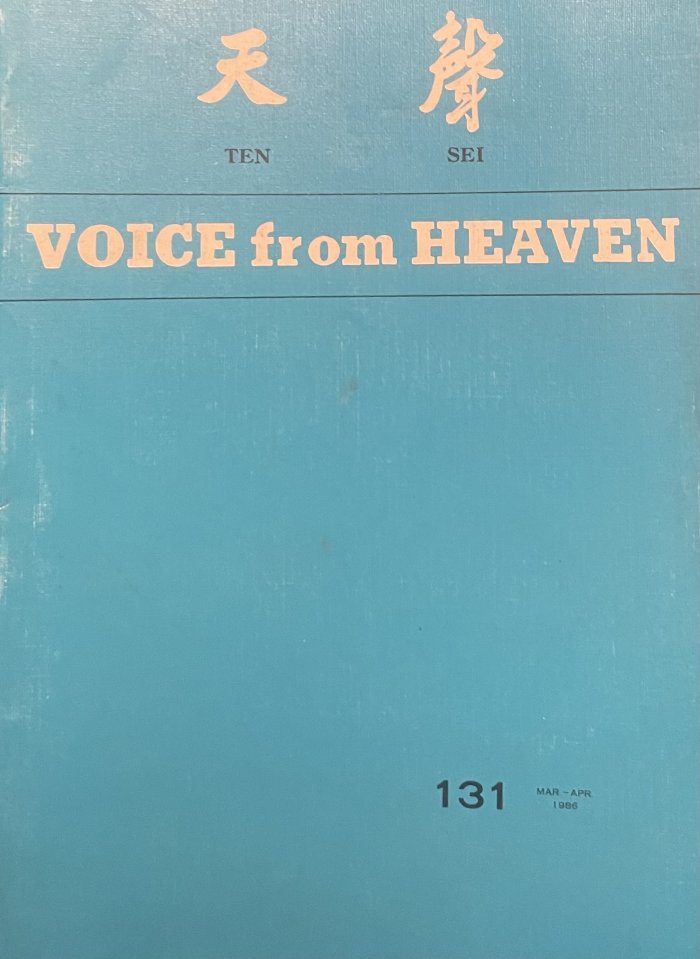 天 聲
TEN SEI
VOICE from HEAVEN
131 MAR-APR.
1986